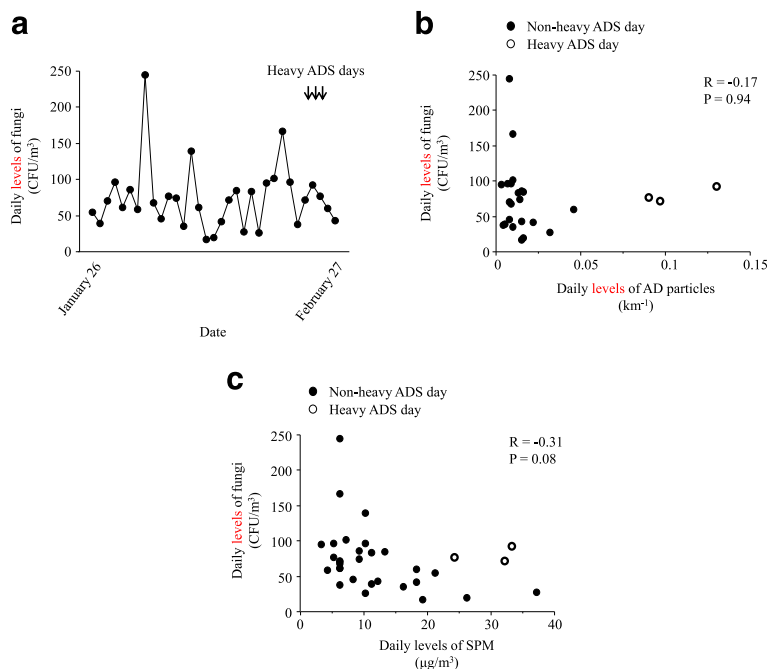 a
Heavy ADS days
Daily levels of fungi
(CFU/m³)
250
200
150
100
50
0
January 26
February 27
Date
b
Non-heavy ADS day
Heavy ADS day
R = -0.17
P = 0.94
Daily levels of fungi
(CFU/m³)
250
200
150
100
50
0
0 0.05 0.1 0.15
Daily levels of AD particles
(km⁻¹)
c
Non-heavy ADS day
Heavy ADS day
R = -0.31
P = 0.08
Daily levels of fungi
(CFU/m³)
250
200
150
100
50
0
0 10 20 30 40
Daily levels of SPM
(µg/m³)